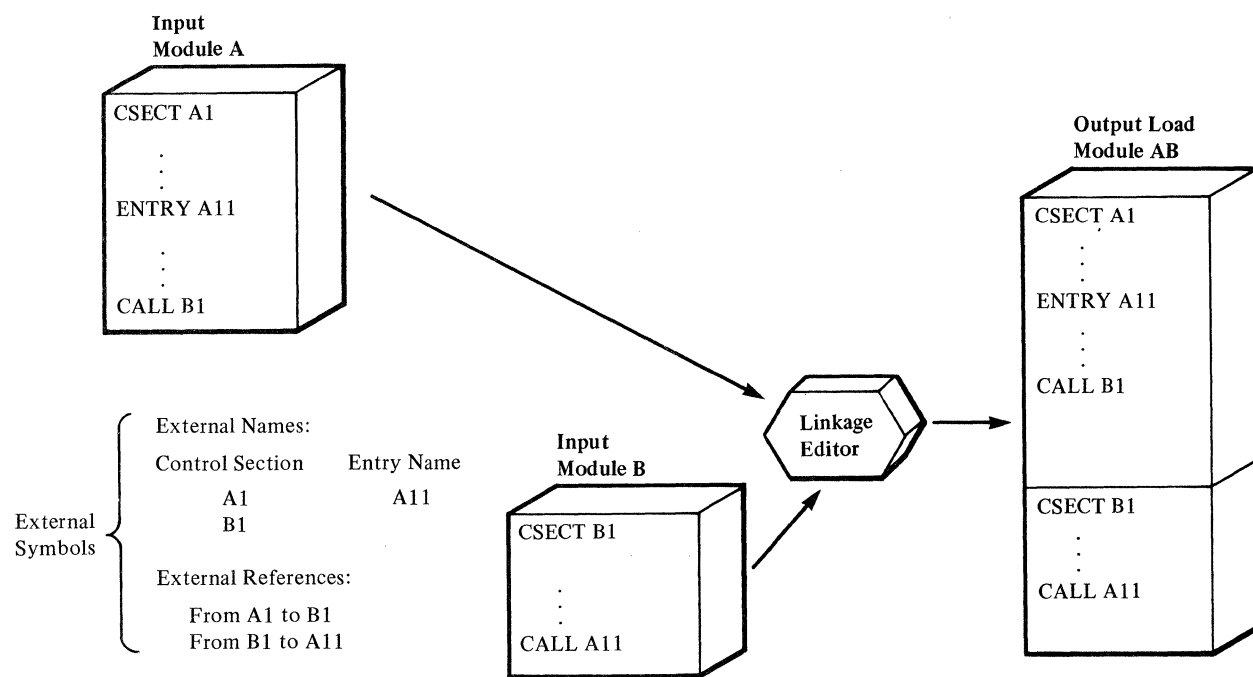 Input
Module A
CSECT A1
ENTRY A11
CALL B1
External Names:
Control Section Entry Name
A1 A11
B1
External Symbols
External References:
From A1 to B1
From B1 to A11
Input
Module B
CSECT B1
CALL A11
Linkage
Editor
Output Load
Module AB
CSECT A1
ENTRY A11
CALL B1
CSECT B1
CALL A11